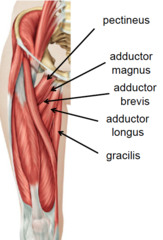 pectineus
adductor
magnus
adductor
brevis
adductor
longus
gracilis